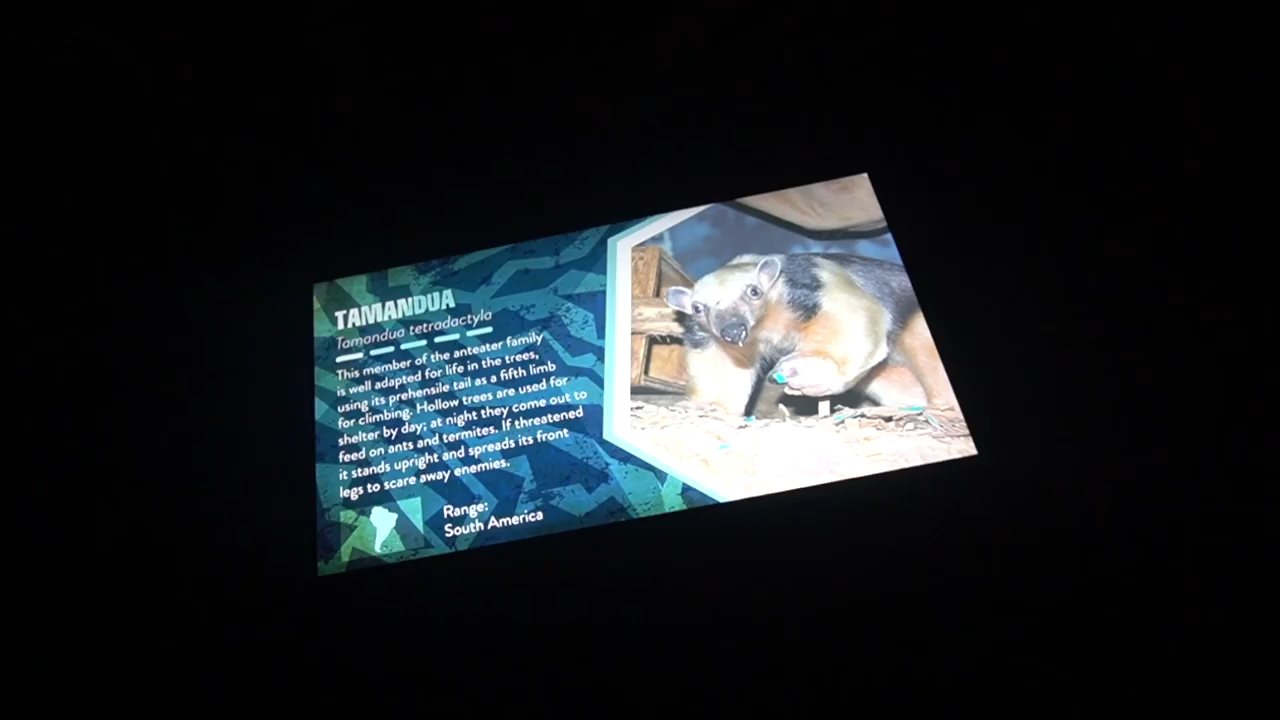 TAMANDUA
Tamandua tetradactyla
This member of the anteater family
is well adapted for life in the trees,
using its prehensile tail as a fifth limb
for climbing. Hollow trees are used for
shelter by day; at night they come out to
feed on ants and termites. If threatened
it stands upright and spreads its front
legs to scare away enemies.
Range:
South America